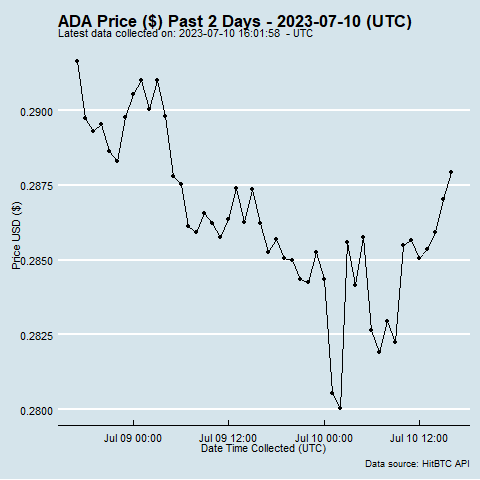 ADA Price ($) Past 2 Days - 2023-07-10 (UTC)
Latest data collected on: 2023-07-10 16:01:58 - UTC
0.2900
0.2875
0.2850
0.2825
0.2800
Price USD ($)
Jul 09 00:00 Jul 09 12:00 Jul 10 00:00 Jul 10 12:00
Date Time Collected (UTC)
Data source: HitBTC API